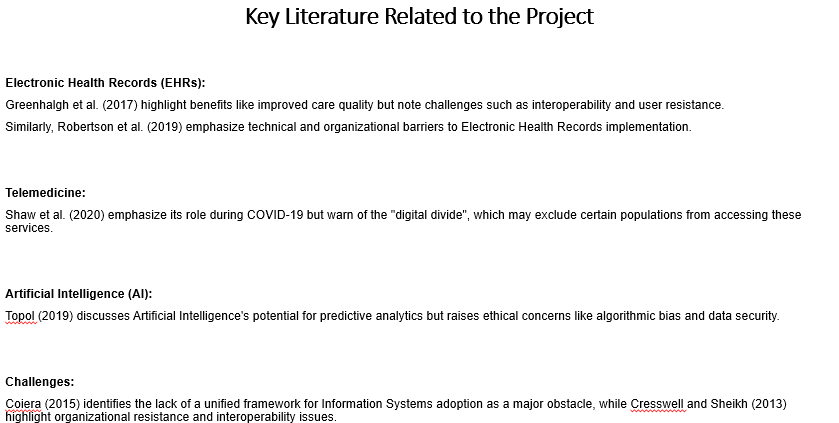 Key Literature Related to the Project
Electronic Health Records (EHRs):
Greenhalgh et al. (2017) highlight benefits like improved care quality but note challenges such as interoperability and user resistance.
Similarly, Robertson et al. (2019) emphasize technical and organizational barriers to Electronic Health Records implementation.
Telemedicine:
Shaw et al. (2020) emphasize its role during COVID-19 but warn of the "digital divide", which may exclude certain populations from accessing these
services.
Artificial Intelligence (AI):
Topol (2019) discusses Artificial Intelligence's potential for predictive analytics but raises ethical concerns like algorithmic bias and data security.
Challenges:
Coiera (2015) identifies the lack of a unified framework for Information Systems adoption as a major obstacle, while Cresswell and Sheikh (2013)
highlight organizational resistance and interoperability issues.